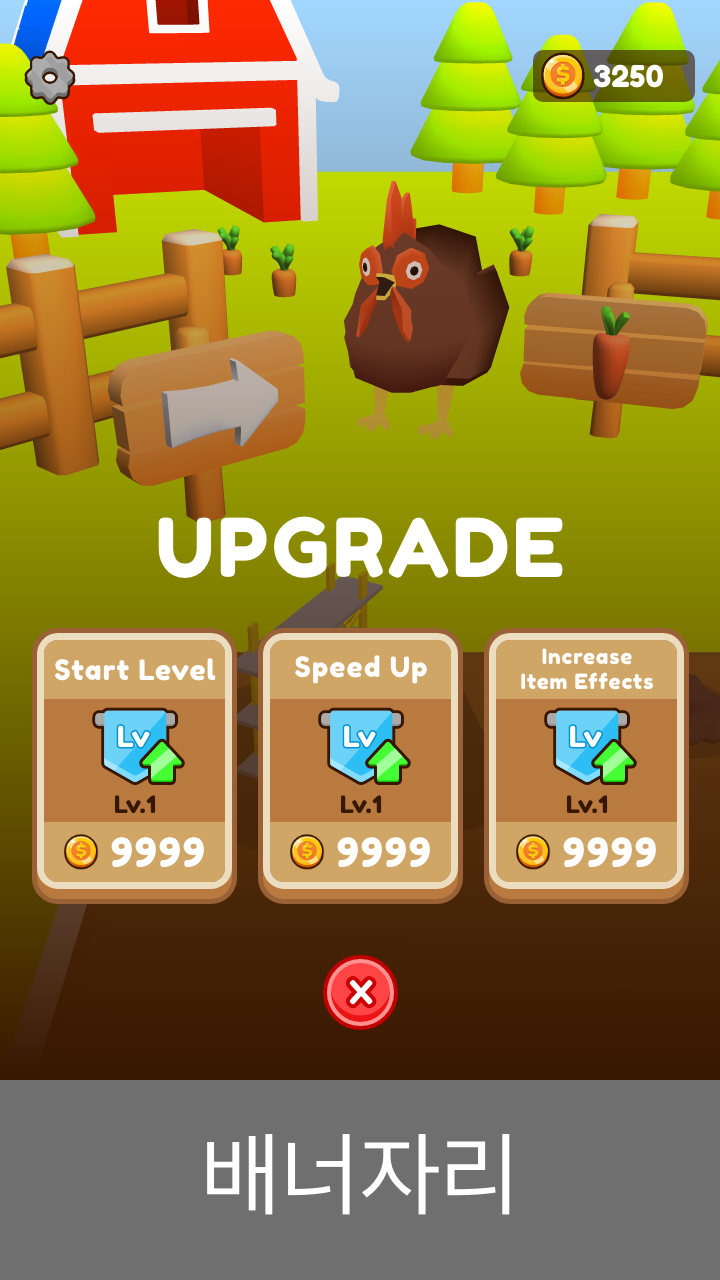 3250
UPGRADE
Start Level
Lv
Lv.1
9999
Speed Up
Lv
Lv.1
9999
Increase
Item Effects
Lv
Lv.1
9999
배너자리